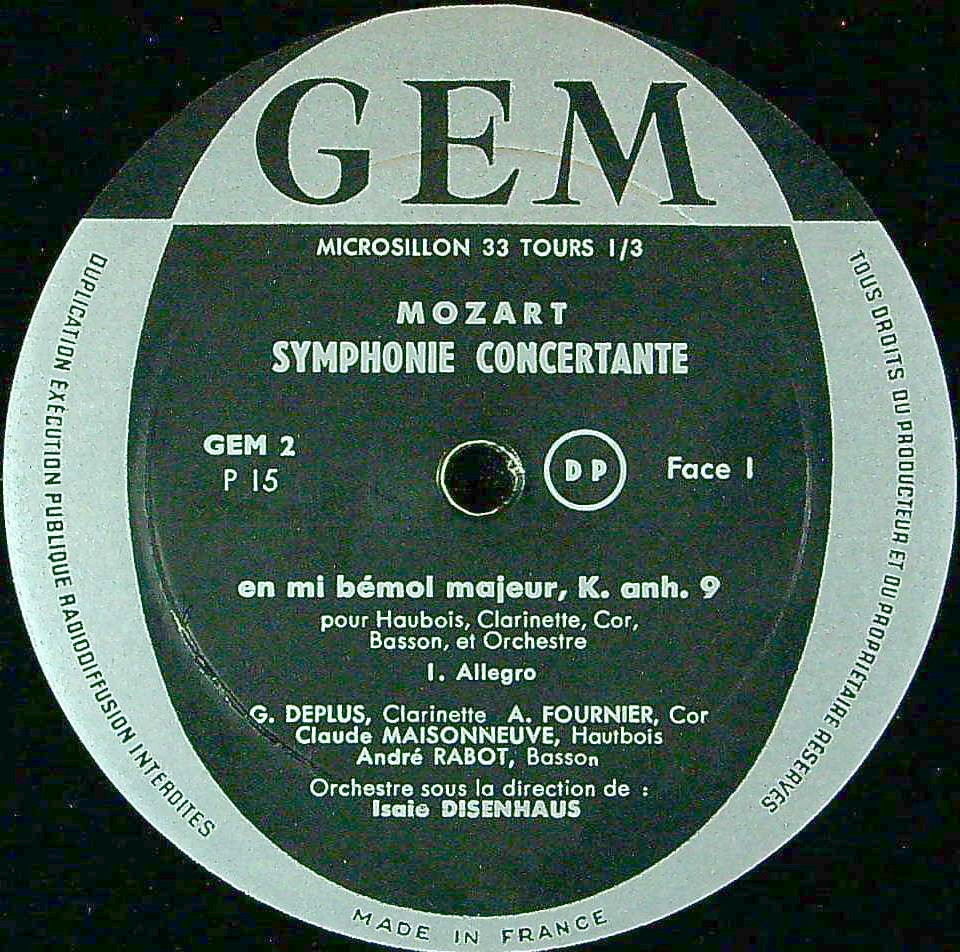 GEM
MICROSILLON 33 TOURS 1/3
MOZART
SYMPHONIE CONCERTANTE
GEM 2
P 15
DP
Face 1
en mi bémol majeur, K. anh. 9
pour Haubois, Clarinette, Cor,
Basson, et Orchestre
1. Allegro
G. DEPLUS, Clarinette A. FOURNIER, Cor
Claude MAISONNEUVE, Hautbois
André RABOT, Basson
Orchestre sous la direction de :
Isaie DISENHAUS
DUPLICATION EXÉCUTION PUBLIQUE RADIODIFFUSION INTERDITES
TOUS DROITS DU PRODUCTEUR ET DU PROPRIÉTAIRE RÉSERVÉS
MADE IN FRANCE